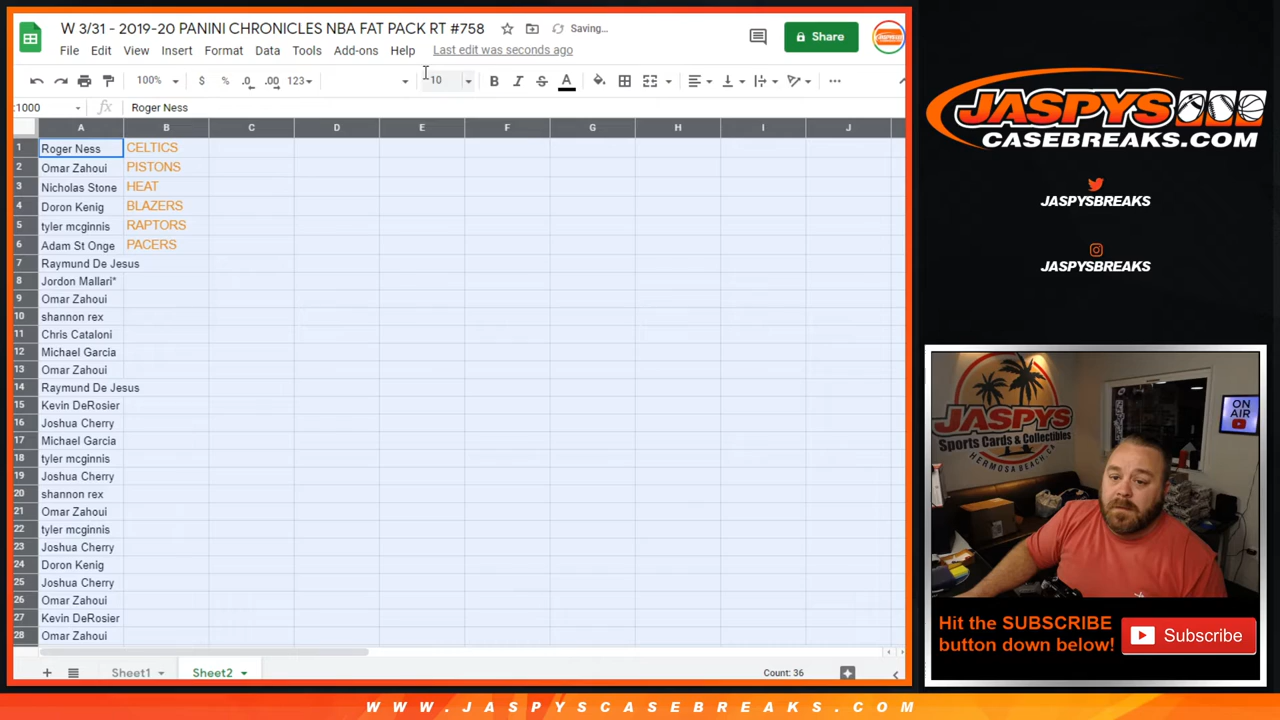 W 3/31 - 2019-20 PANINI CHRONICLES NBA FAT PACK RT #758 Saving...
File Edit View Insert Format Data Tools Add-ons Help Last edit was seconds ago
Share
100% $ % .0 .00 123 10 B I S A
:1000 fx Roger Ness
A B C D E F G H I J
1 Roger Ness CELTICS
2 Omar Zahoui PISTONS
3 Nicholas Stone HEAT
4 Doron Kenig BLAZERS
5 tyler mcginnis RAPTORS
6 Adam St Onge PACERS
7 Raymund De Jesus
8 Jordon Mallari*
9 Omar Zahoui
10 shannon rex
11 Chris Cataloni
12 Michael Garcia
13 Omar Zahoui
14 Raymund De Jesus
15 Kevin DeRosier
16 Joshua Cherry
17 Michael Garcia
18 tyler mcginnis
19 Joshua Cherry
20 shannon rex
21 Omar Zahoui
22 tyler mcginnis
23 Joshua Cherry
24 Doron Kenig
25 Joshua Cherry
26 Omar Zahoui
27 Kevin DeRosier
28 Omar Zahoui
Sheet1 Sheet2 Count: 36
JASPYS
CASEBREAKS.COM
JASPYSBREAKS
JASPYSBREAKS
JASPYS
Sports Cards & Collectibles
HERMOSA BEACH, CA
ON
AIR
Hit the SUBSCRIBE
button down below!
Subscribe
WWW.JASPYSCASEBREAKS.COM